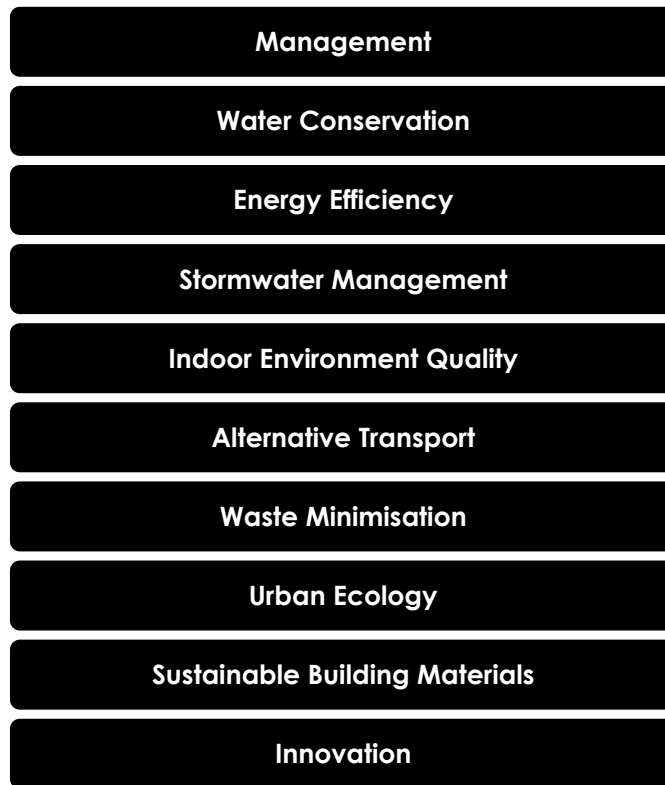 Management
Water Conservation
Energy Efficiency
Stormwater Management
Indoor Environment Quality
Alternative Transport
Waste Minimisation
Urban Ecology
Sustainable Building Materials
Innovation